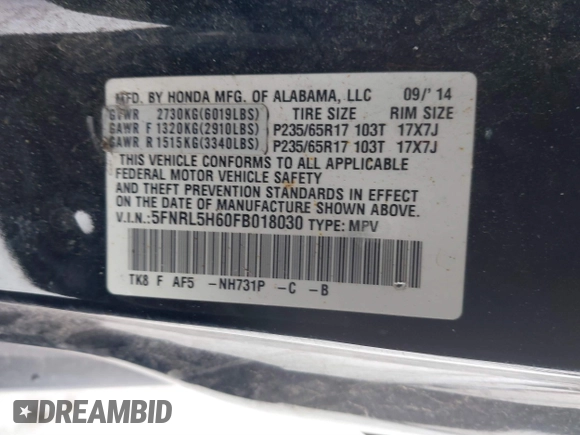 MFD. BY HONDA MFG. OF ALABAMA, LLC 09/'14
GVWR 2730KG(6019LBS) TIRE SIZE RIM SIZE
GAWR F 1320KG(2910LBS) P235/65R17 103T 17X7J
GAWR R 1515KG(3340LBS) P235/65R17 103T 17X7J
THIS VEHICLE CONFORMS TO ALL APPLICABLE
FEDERAL MOTOR VEHICLE SAFETY
AND THEFT PREVENTION STANDARDS IN EFFECT
ON THE DATE OF MANUFACTURE SHOWN ABOVE.
V.I.N.:5FNRL5H60FB018030 TYPE: MPV
TK8 F AF5 -NH731P -C -B
DREAMBID